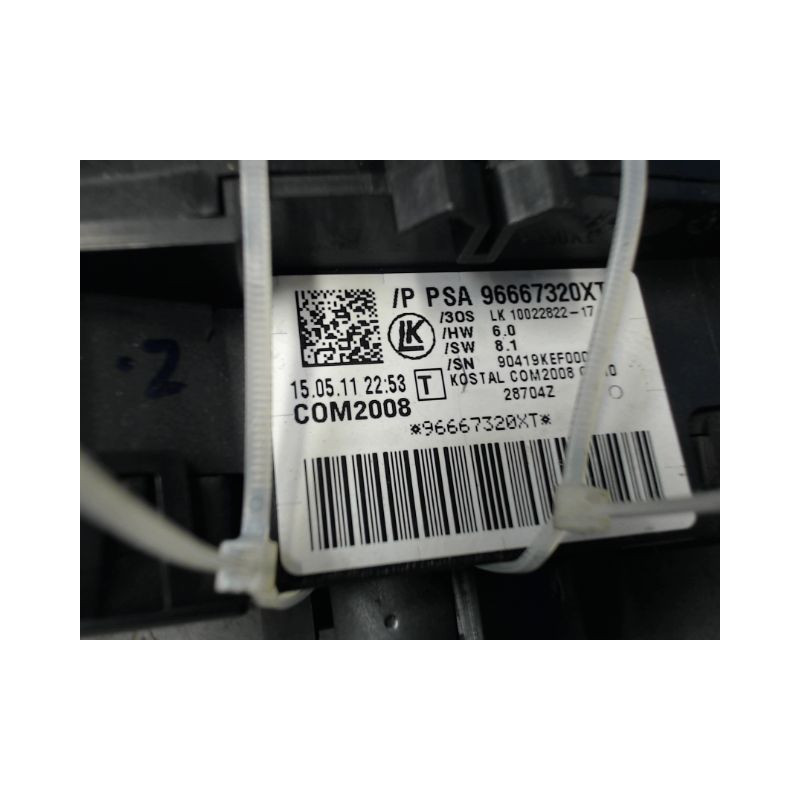 /P PSA 96667320XT
/3OS LK 10022822-17
/HW 6.0
/SW 8.1
/SN
15.05.11 22:53 T KOSTAL COM2008
COM2008 28704Z
*96667320XT*
-2